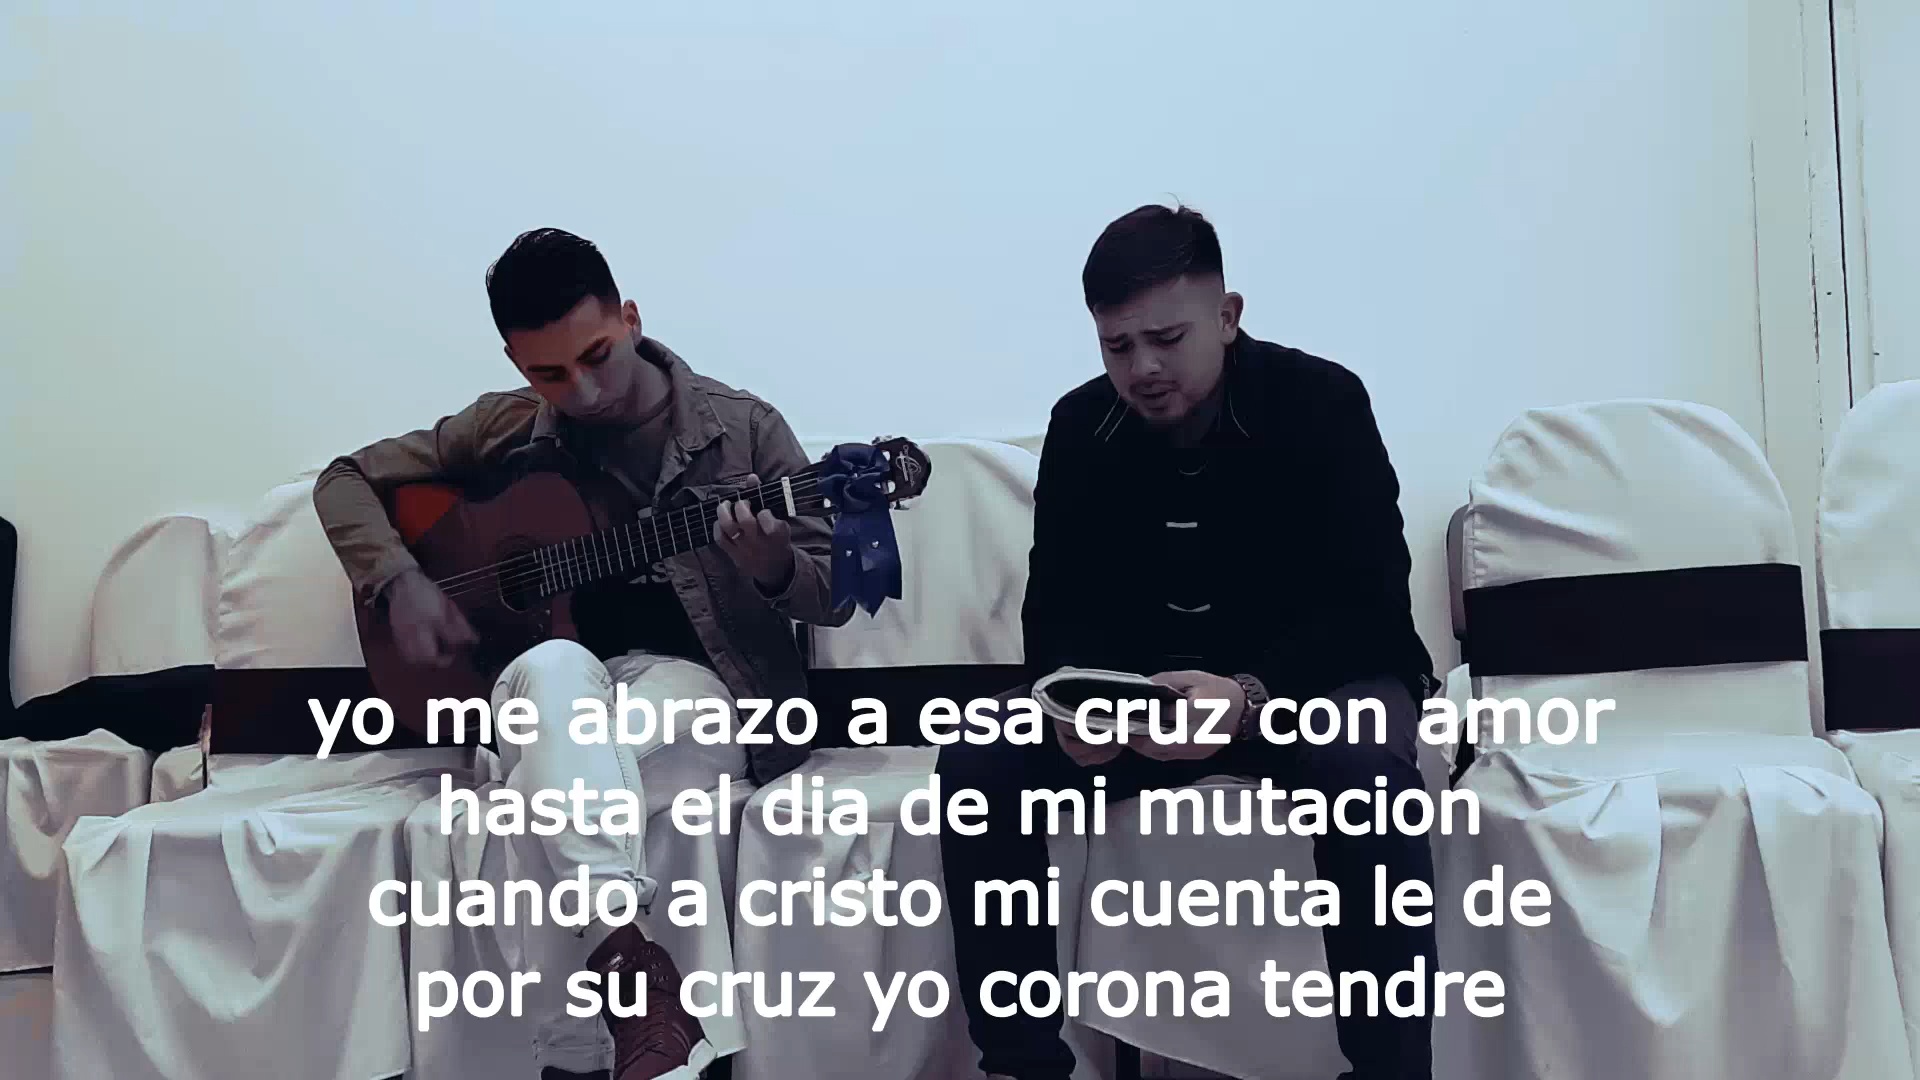 yo me abrazo a esa cruz con amor
hasta el dia de mi mutacion
cuando a cristo mi cuenta le de
por su cruz yo corona tendre